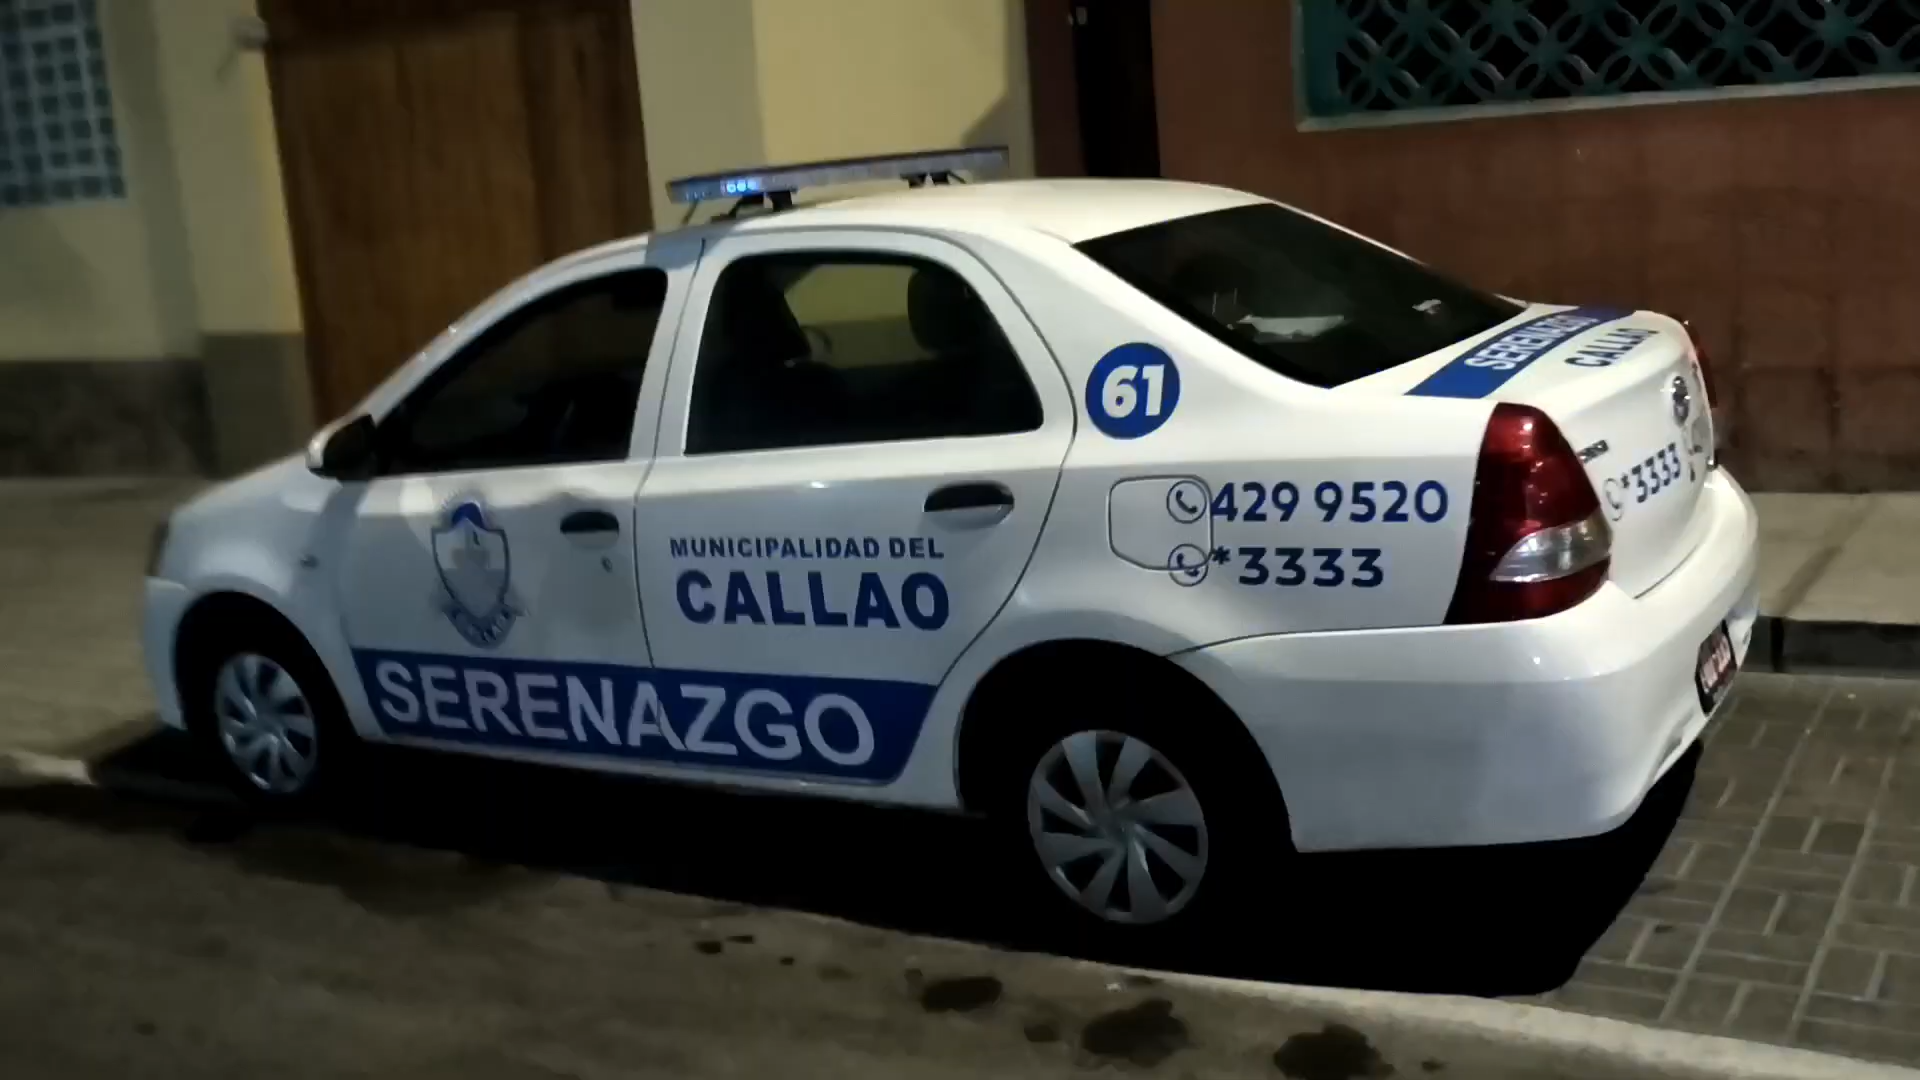 61
429 9520
*3333
MUNICIPALIDAD DEL
CALLAO
SERENAZGO
SERENAZGO
CALLAO
*3333